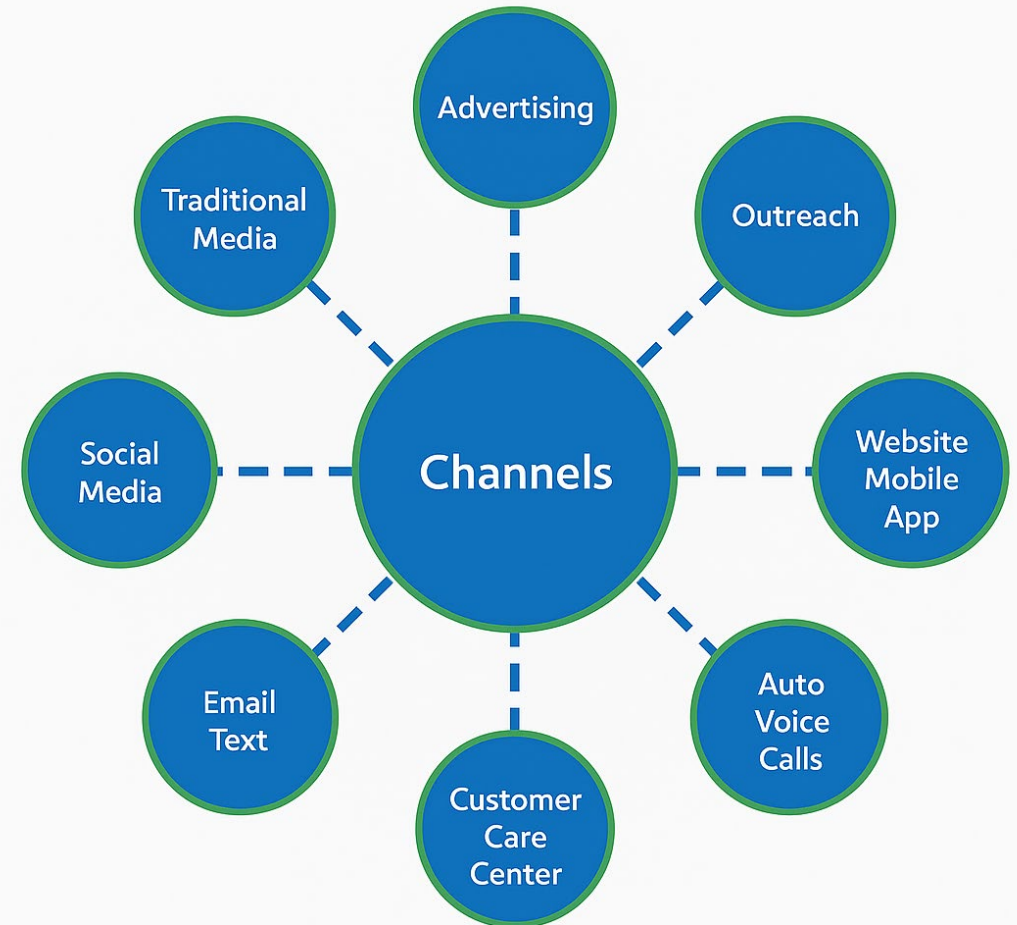 Advertising
Traditional
Media
Outreach
Social
Media
Channels
Website
Mobile
App
Email
Text
Auto
Voice
Calls
Customer
Care
Center